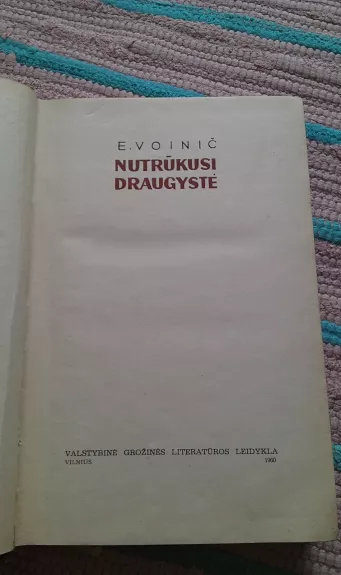 E. VOINIČ
NUTRŪKUSI
DRAUGYSTĖ
VALSTYBINĖ GROŽINĖS LITERATŪROS LEIDYKLA
VILNIUS 1960